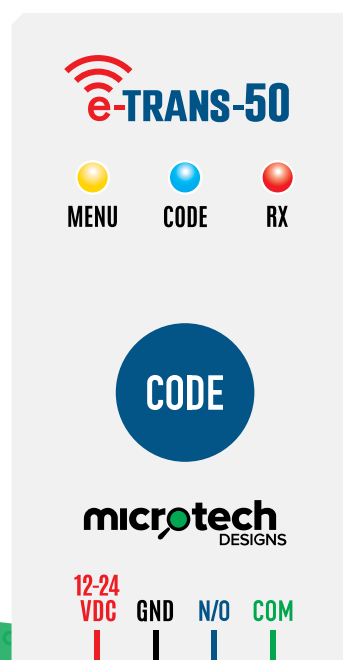 e-TRANS-50
MENU CODE RX
CODE
microtech
DESIGNS
12-24
VDC GND N/O COM